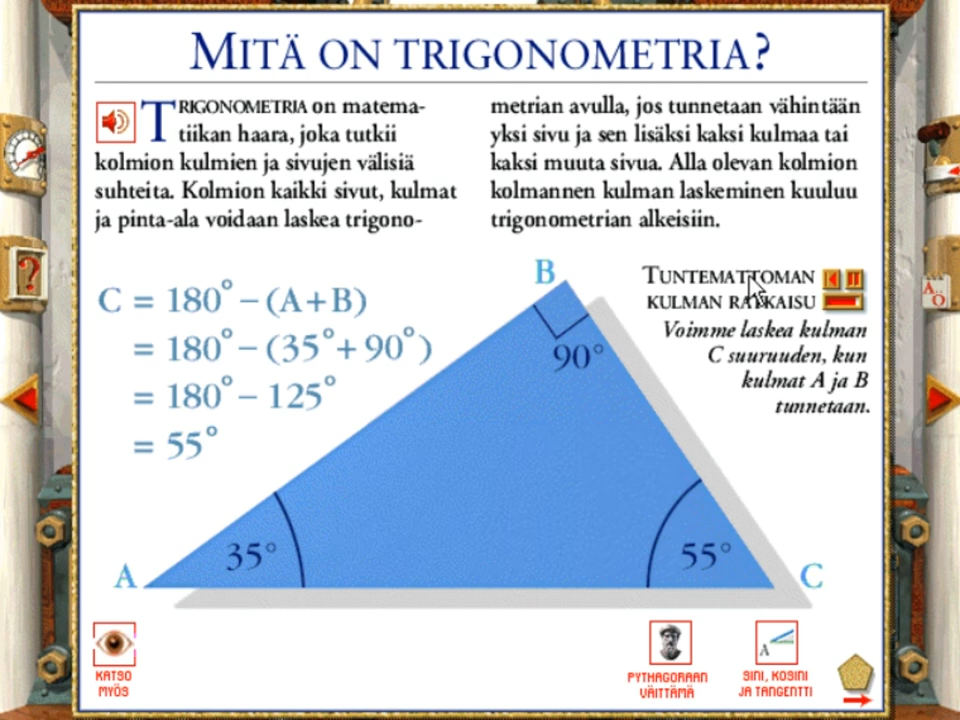 MITÄ ON TRIGONOMETRIA?
TRIGONOMETRIA on matema-
tiikan haara, joka tutkii
kolmion kulmien ja sivujen välisiä
suhteita. Kolmion kaikki sivut, kulmat
ja pinta-ala voidaan laskea trigono-
metrian avulla, jos tunnetaan vähintään
yksi sivu ja sen lisäksi kaksi kulmaa tai
kaksi muuta sivua. Alla olevan kolmion
kolmannen kulman laskeminen kuuluu
trigonometrian alkeisiin.
C = 180° – (A + B)
= 180° – (35° + 90°)
= 180° – 125°
= 55°
TUNTEMATTOMAN
KULMAN RATKAISU
Voimme laskea kulman
C suuruuden, kun
kulmat A ja B
tunnetaan.
B
90°
35°
55°
A
C
A
KATSO
MYÖS
PYTHAGORAAN
VÄITTÄMÄ
SINI, KOSINI
JA TANGENTTI
?
A..
O